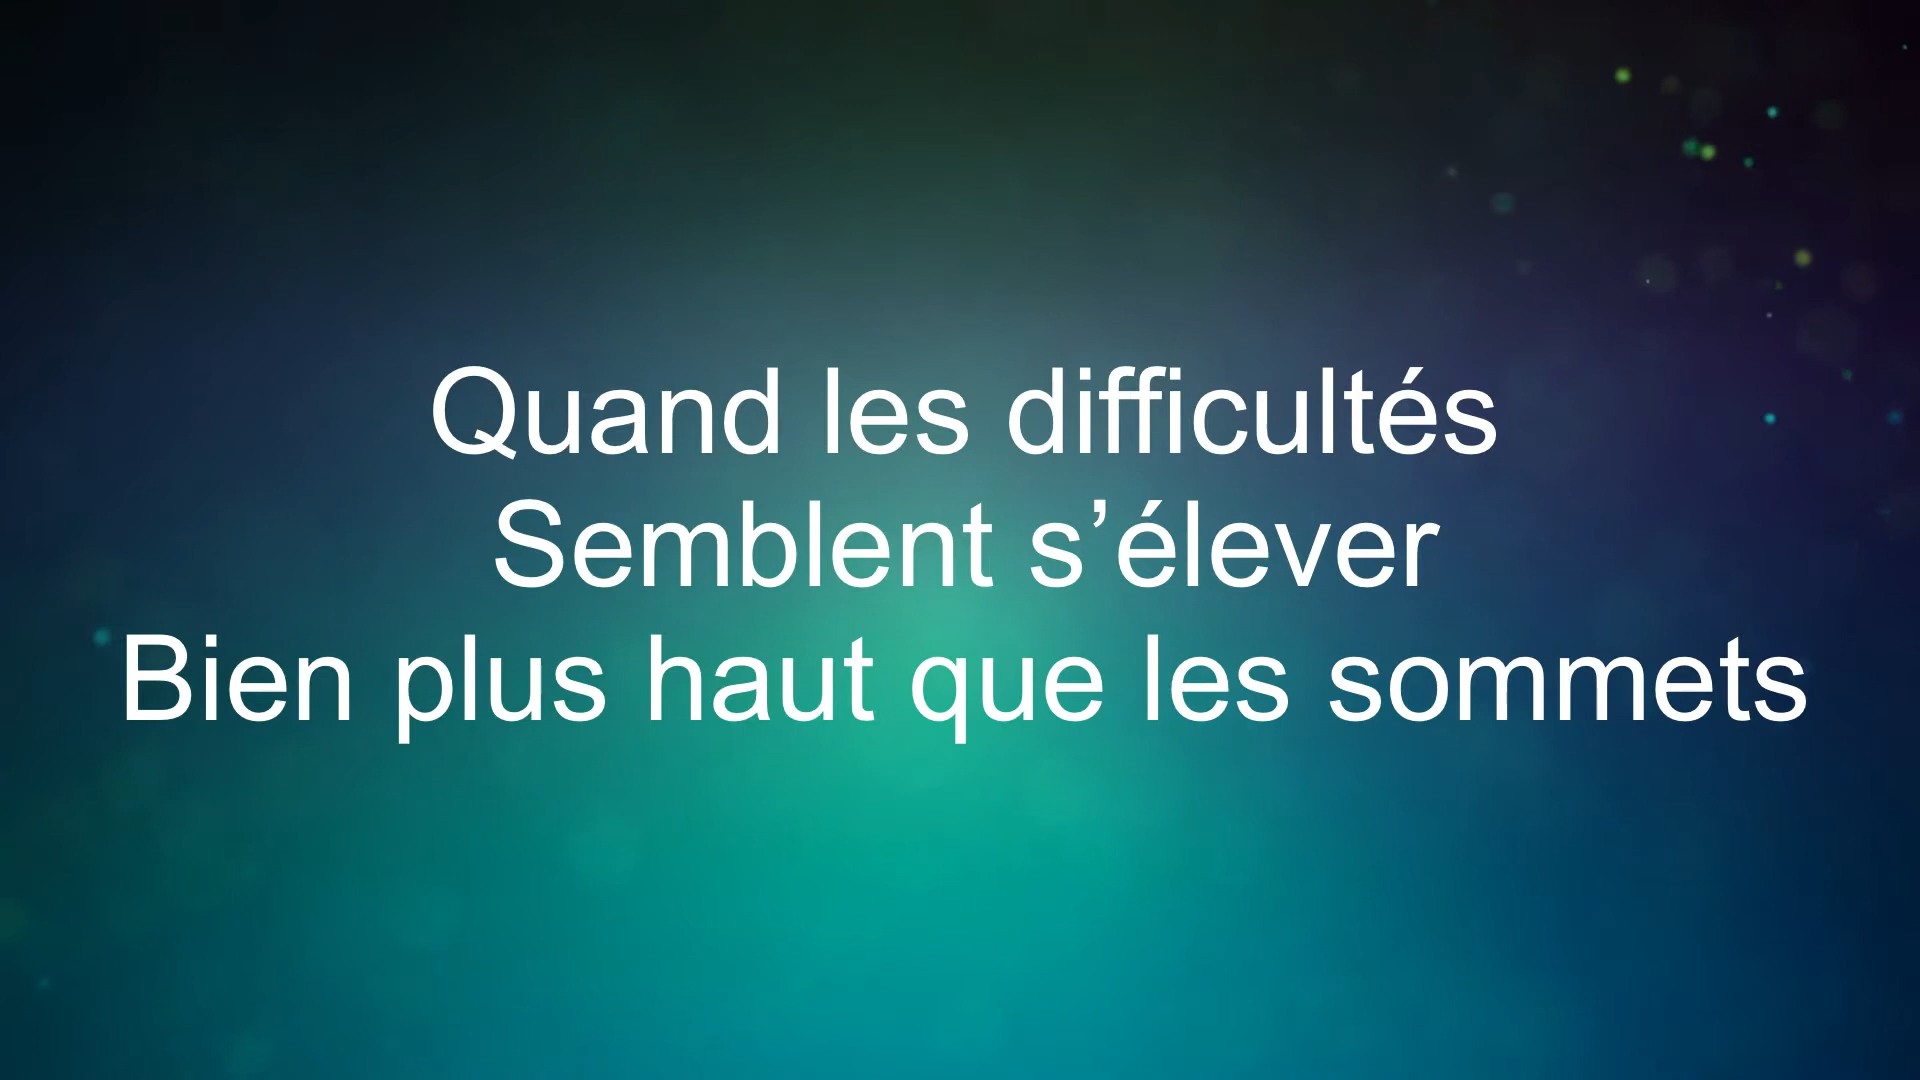 Quand les difficultés
Semblent s’élever
Bien plus haut que les sommets